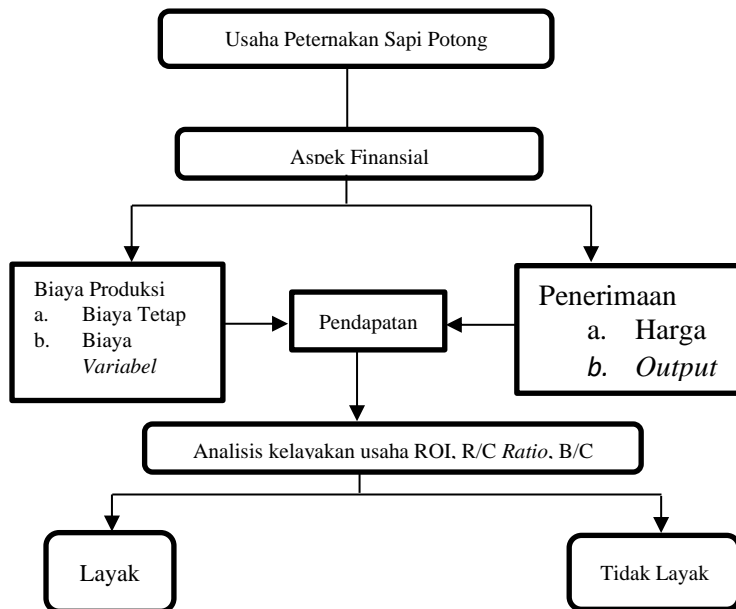 Usaha Peternakan Sapi Potong
Aspek Finansial
Biaya Produksi
a. Biaya Tetap
b. Biaya
Variabel
Pendapatan
Penerimaan
a. Harga
b. Output
Analisis kelayakan usaha ROI, R/C Ratio, B/C
Layak
Tidak Layak